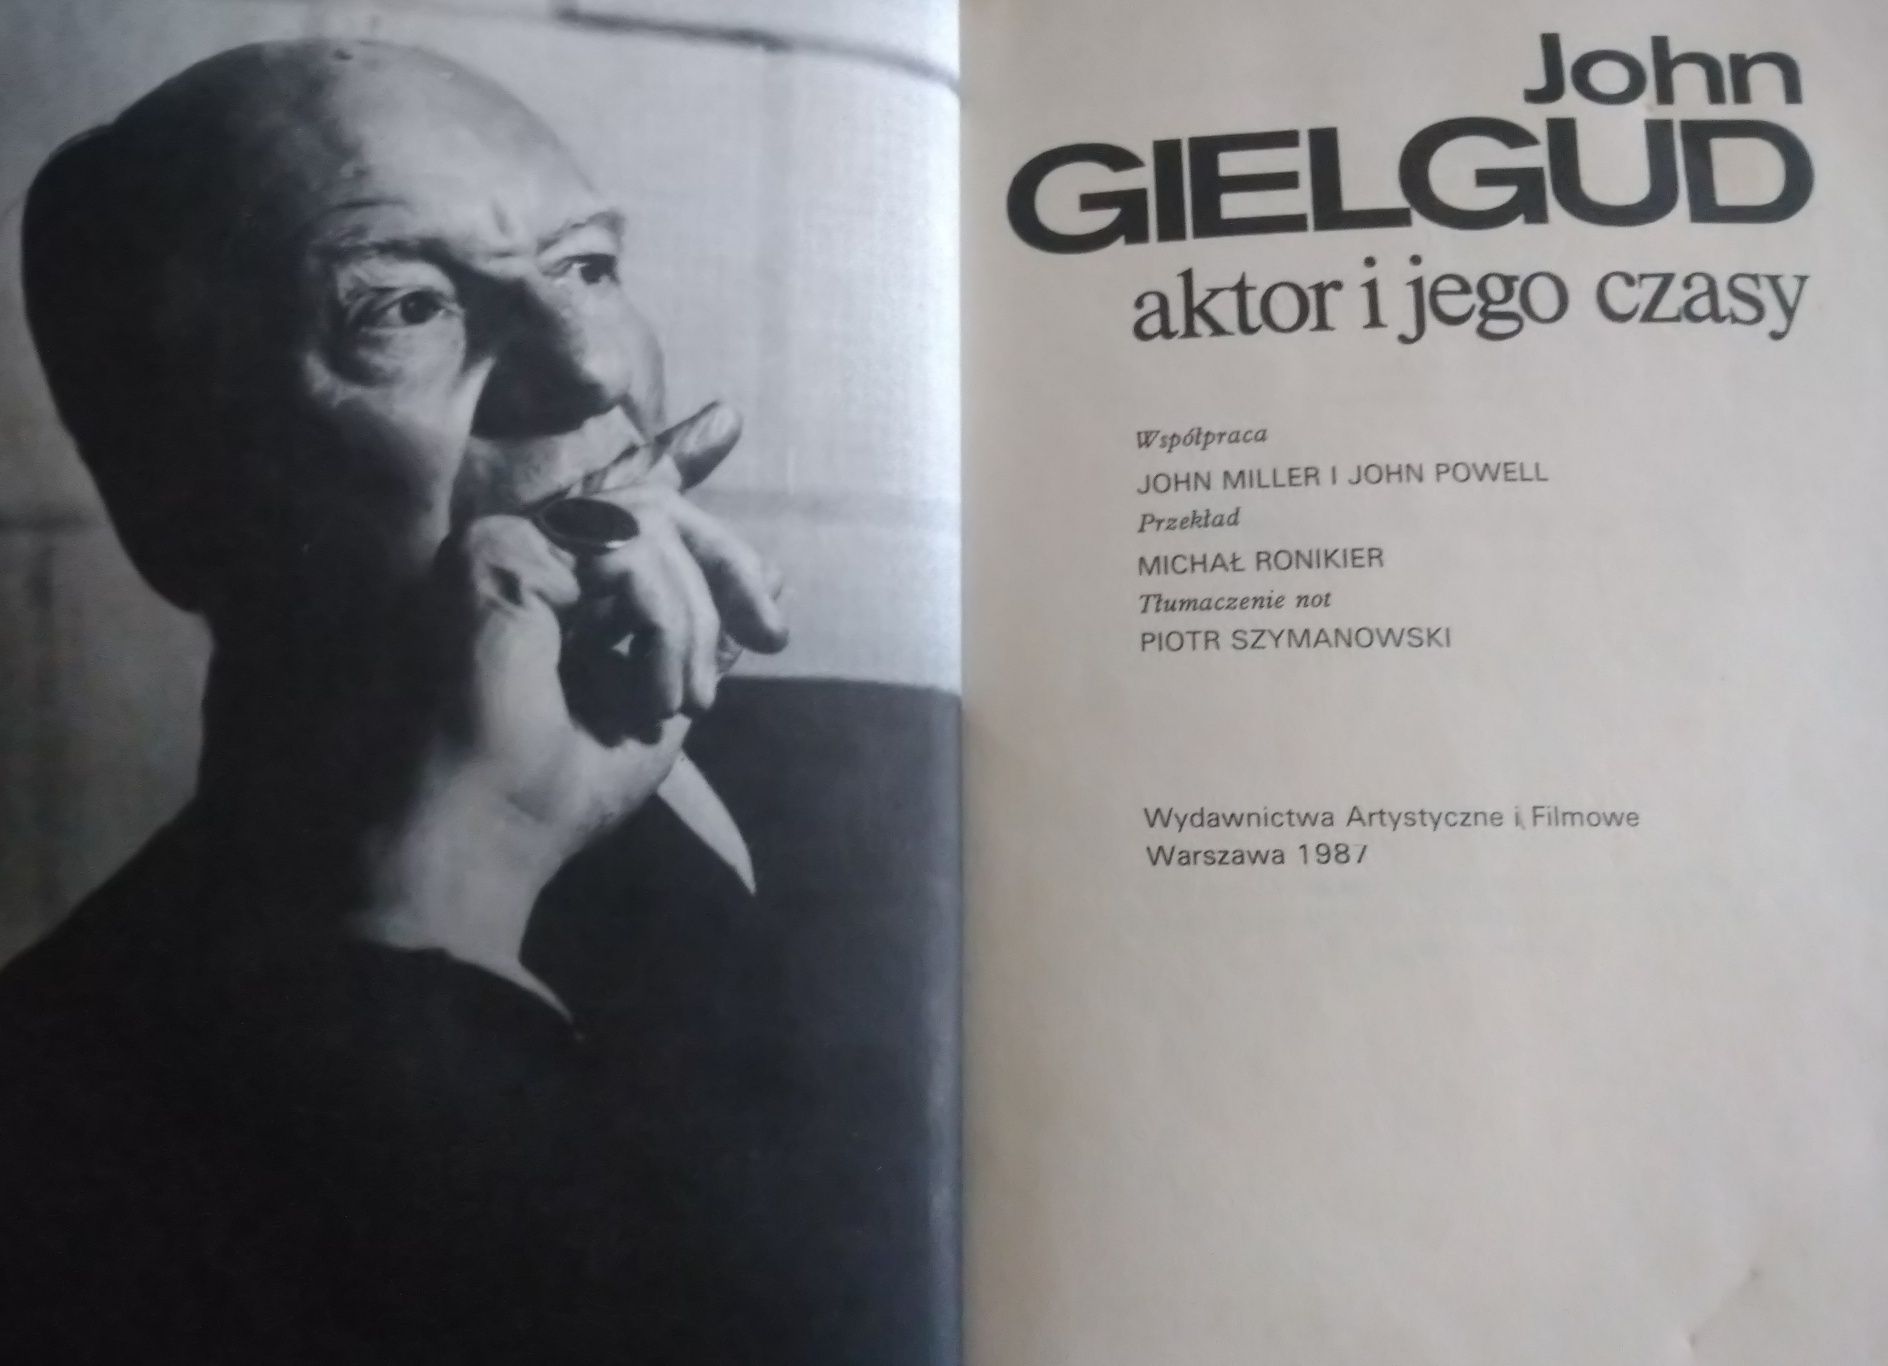 John
GIELGUD
aktor i jego czasy
Współpraca
JOHN MILLER I JOHN POWELL
Przekład
MICHAŁ RONIKIER
Tłumaczenie not
PIOTR SZYMANOWSKI
Wydawnictwa Artystyczne i Filmowe
Warszawa 1987